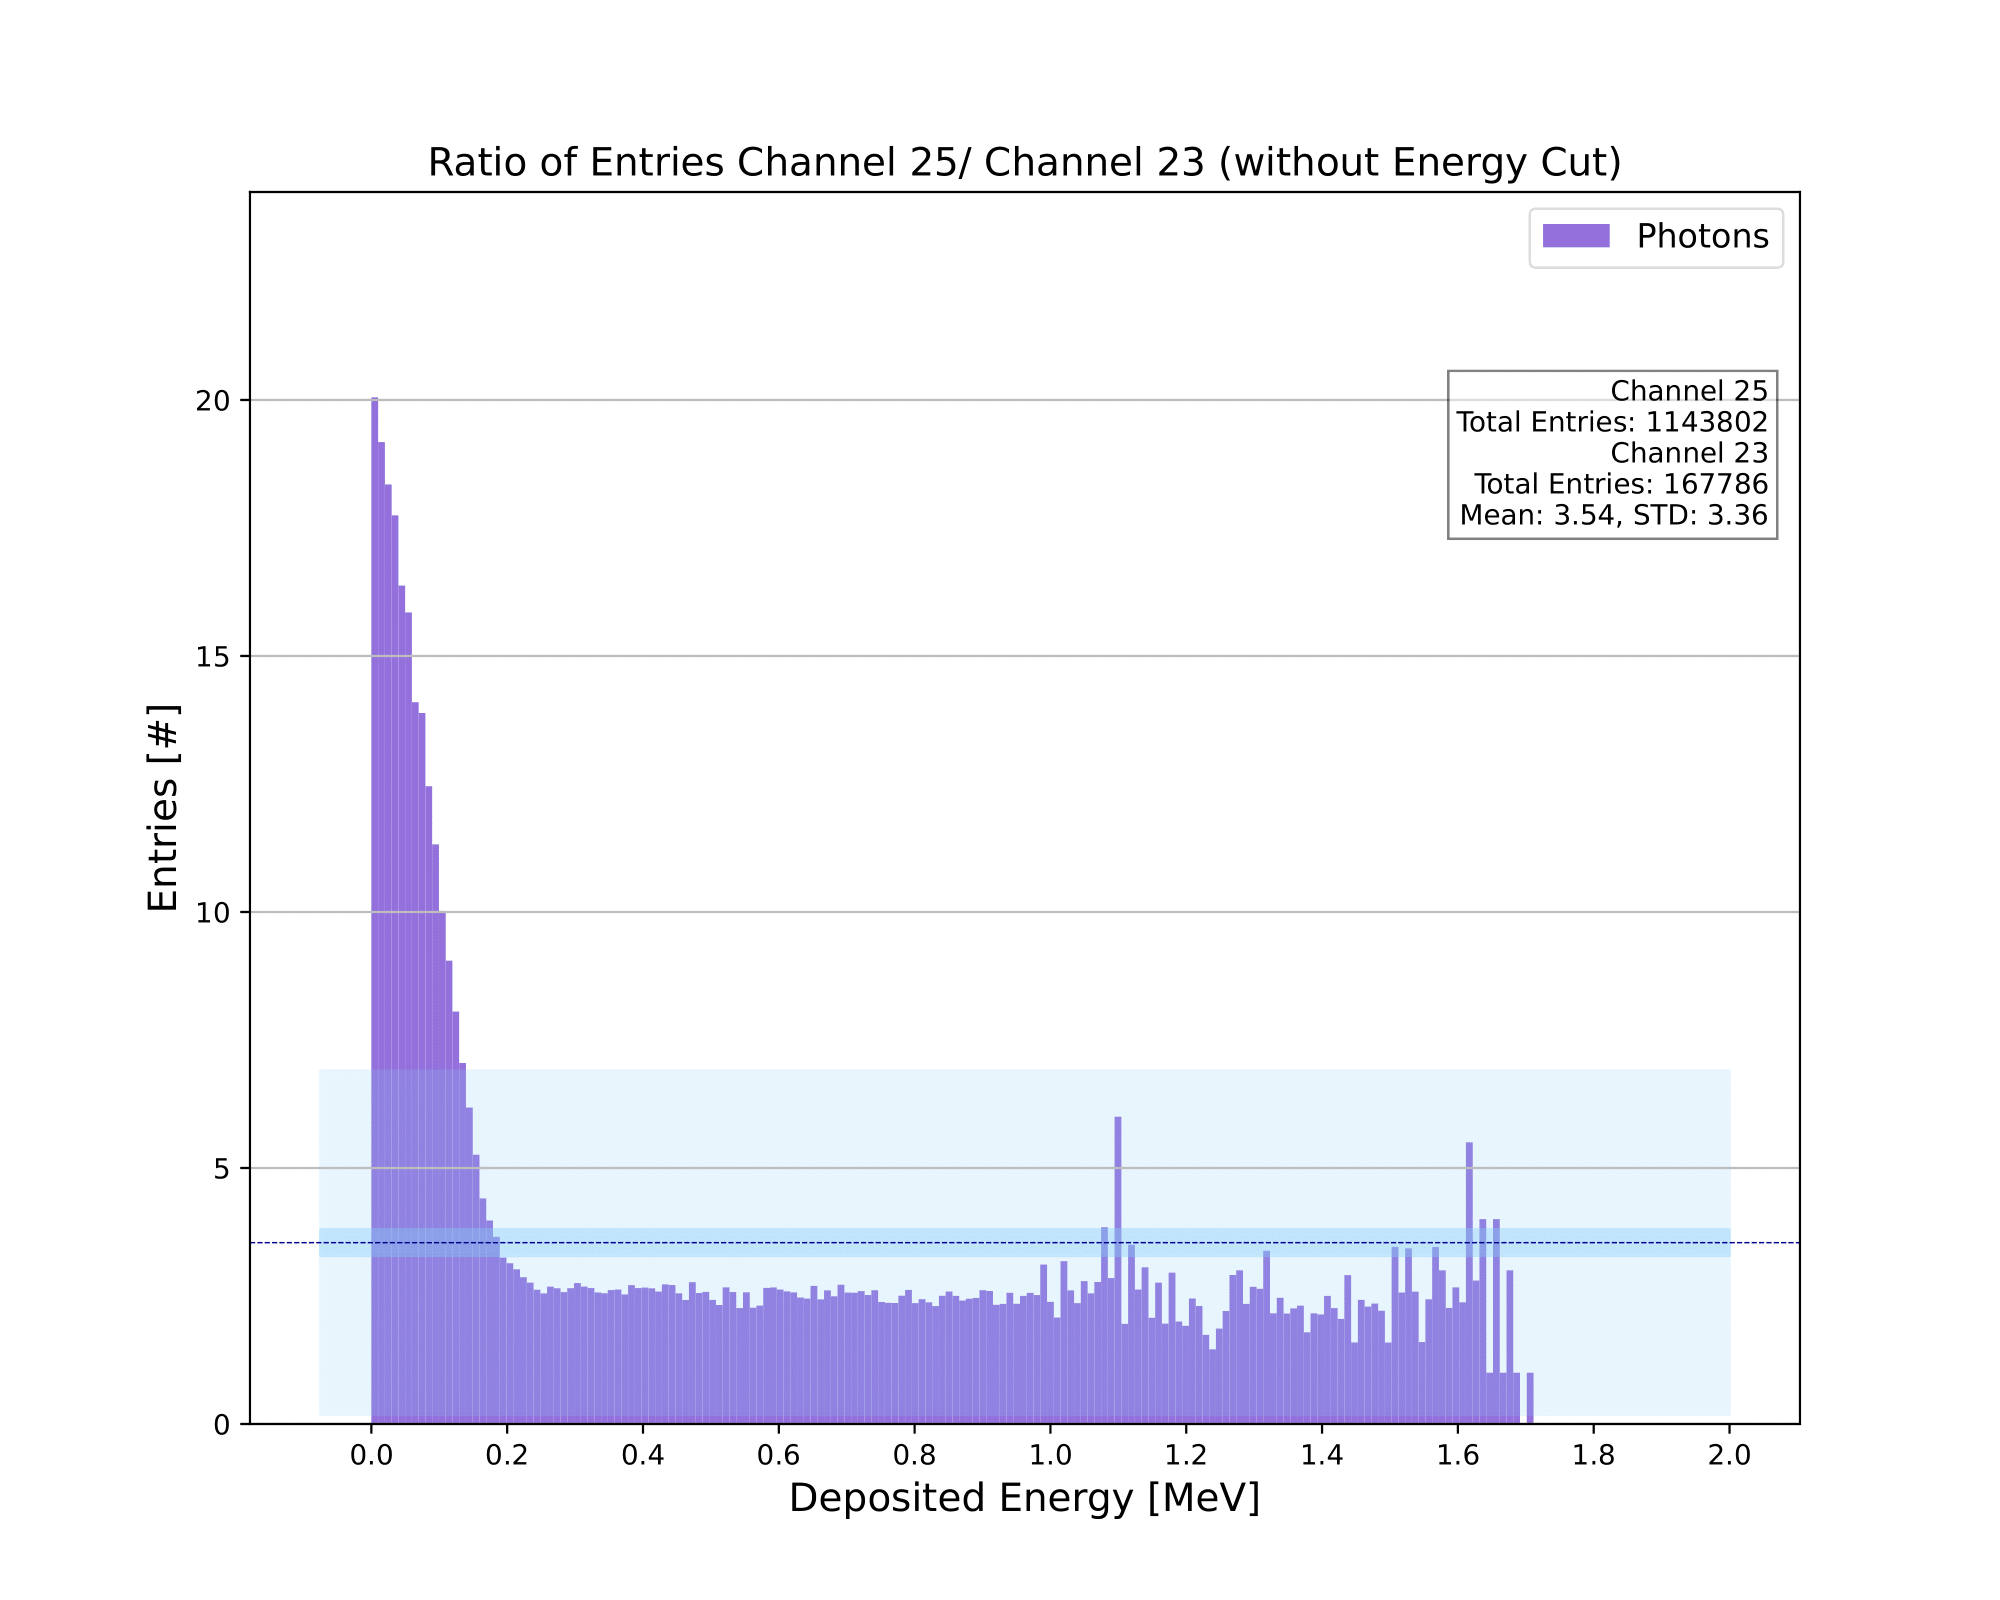 Ratio of Entries Channel 25/ Channel 23 (without Energy Cut)
Photons
Channel 25
Total Entries: 1143802
Channel 23
Total Entries: 167786
Mean: 3.54, STD: 3.36
Entries [#]
20
15
10
5
0
0.0 0.2 0.4 0.6 0.8 1.0 1.2 1.4 1.6 1.8 2.0
Deposited Energy [MeV]